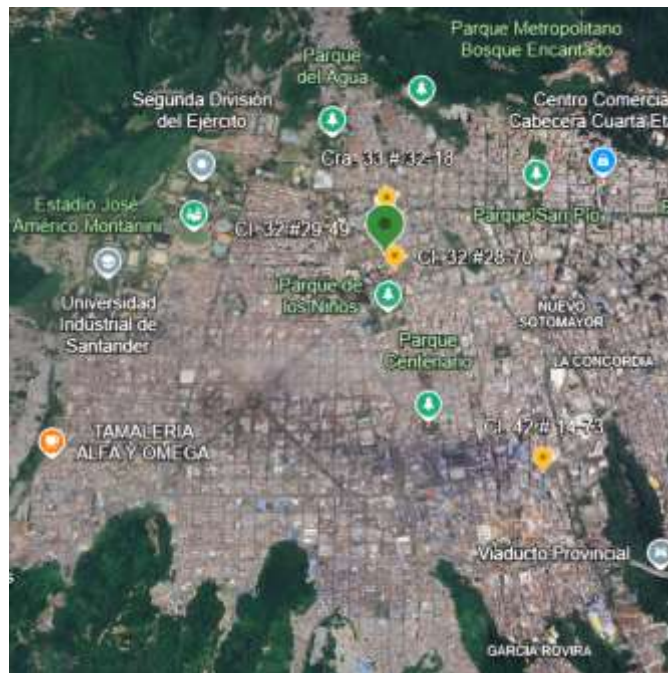 Parque Metropolitano
Bosque Encantado
Parque
del Agua
Segunda División
del Ejército
Centro Comercia
Cabecera Cuarta Et
Cra. 33 # 32-18
Estadio José
Américo Montanini
Parque San Pío
Cl. 32 #29-49
Cl. 32 #28-70
Parque de
los Niños
Universidad
Industrial de
Santander
NUEVO
SOTOMAYOR
Parque
Centenario
LA CONCORDIA
Cl. 42 # 14-73
TAMALERIA
ALFA Y OMEGA
Viaducto Provincial
GARCIA ROVIRA